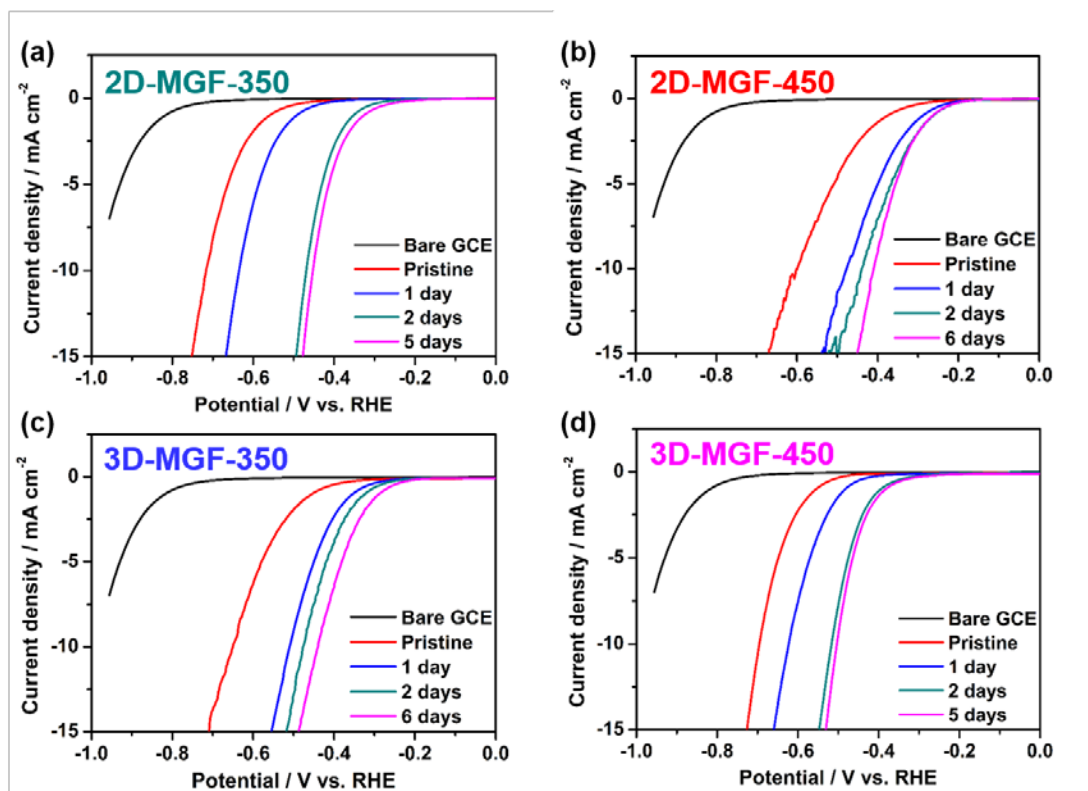 (a)
2D-MGF-350
0
-5
-10
-15
Current density / mA cm⁻²
Bare GCE
Pristine
1 day
2 days
5 days
-1.0 -0.8 -0.6 -0.4 -0.2 0.0
Potential / V vs. RHE
(b)
2D-MGF-450
0
-5
-10
-15
Current density / mA cm⁻²
Bare GCE
Pristine
1 day
2 days
6 days
-1.0 -0.8 -0.6 -0.4 -0.2 0.0
(c)
3D-MGF-350
0
-5
-10
-15
Current density / mA cm⁻²
Bare GCE
Pristine
1 day
2 days
6 days
-1.0 -0.8 -0.6 -0.4 -0.2 0.0
Potential / V vs. RHE
(d)
3D-MGF-450
0
-5
-10
-15
Current density / mA cm⁻²
Bare GCE
Pristine
1 day
2 days
5 days
-1.0 -0.8 -0.6 -0.4 -0.2 0.0
Potential / V vs. RHE